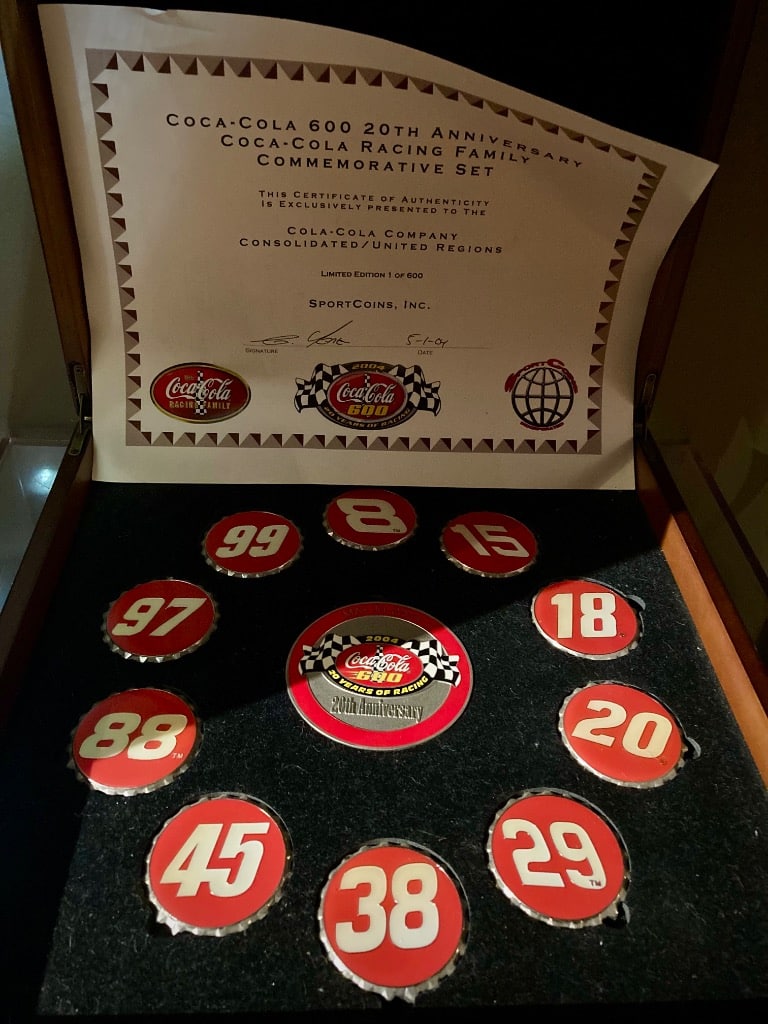 COCA-COLA 600 20TH ANNIVERSARY
COCA-COLA RACING FAMILY
COMMEMORATIVE SET
THIS CERTIFICATE OF AUTHENTICITY
IS EXCLUSIVELY PRESENTED TO THE
COLA-COLA COMPANY
CONSOLIDATED/UNITED REGIONS
LIMITED EDITION 1 OF 600
SPORTCOINS, INC.
5-1-04
SIGNATURE DATE
Coca-Cola
RACING FAMILY
2004
Coca-Cola
600
20 YEARS OF RACING
SPORTCOINS
8
99
15
97
18
2004
Coca-Cola
600
20 YEARS OF RACING
20th Anniversary
88 TM
20
45
29 TM
38